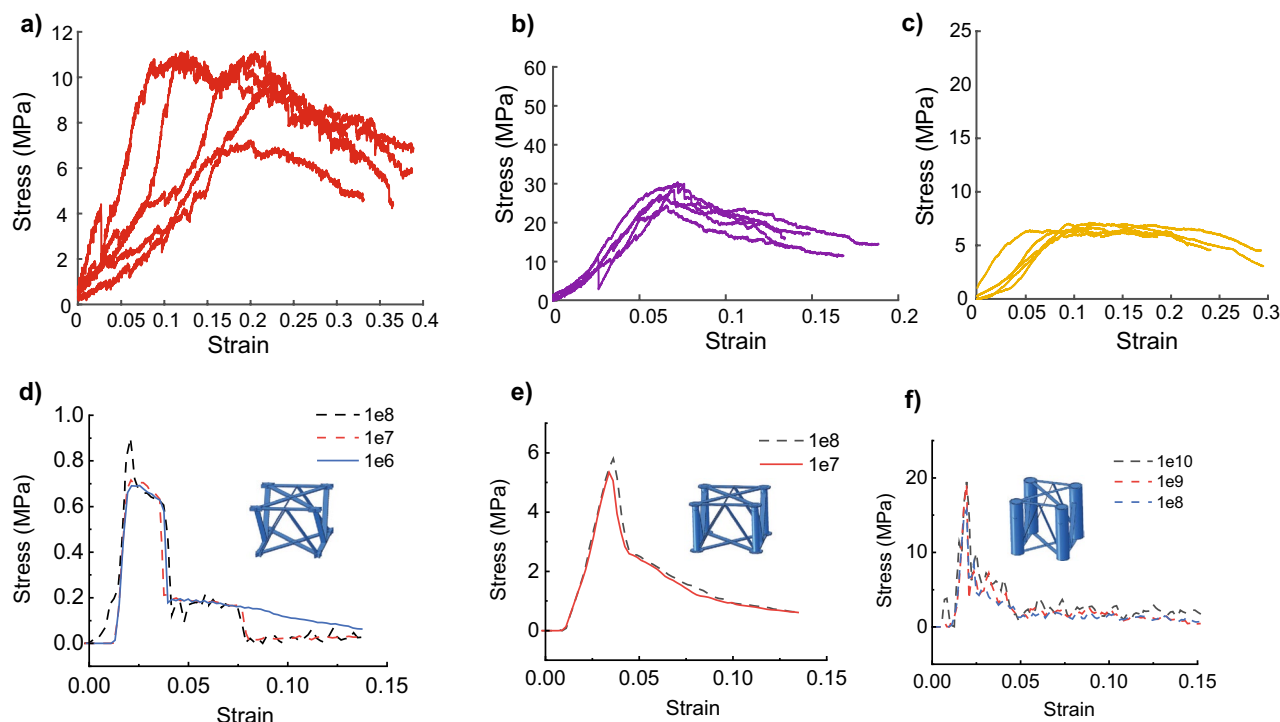 a)
Stress (MPa)
12
10
8
6
4
2
0
0
0.05
0.1
0.15
0.2
0.25
0.3
0.35
0.4
Strain
b)
Stress (MPa)
60
50
40
30
20
10
0
0
0.05
0.1
0.15
0.2
Strain
c)
Stress (MPa)
25
20
15
10
5
0
0
0.05
0.1
0.15
0.2
0.25
0.3
Strain
d)
Stress (MPa)
1.0
0.8
0.6
0.4
0.2
0.0
0.00
0.05
0.10
0.15
Strain
1e8
1e7
1e6
e)
Stress (MPa)
6
4
2
0
0.00
0.05
0.10
0.15
Strain
1e8
1e7
f)
Stress (MPa)
20
10
0
0.00
0.05
0.10
0.15
Strain
1e10
1e9
1e8